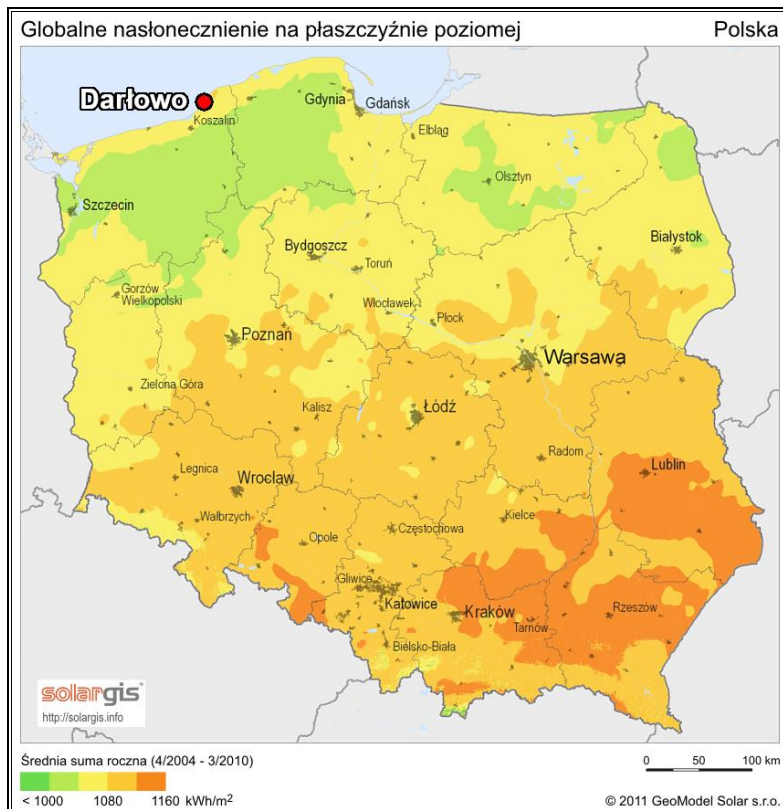 Globalne nasłonecznienie na płaszczyźnie poziomej
Polska
Darłowo
Koszalin
Gdynia
Gdańsk
Elbląg
Olsztyn
Szczecin
Białystok
Bydgoszcz
Toruń
Gorzów
Wielkopolski
Włocławek
Płock
Poznań
Warsawa
Zielona Góra
Kalisz
Łódź
Radom
Lublin
Legnica
Wroclaw
Wałbrzych
Opole
Częstochowa
Kielce
Gliwice
Katowice
Kraków
Tarnów
Rzeszów
Bielsko-Biała
solargis
http://solargis.info
Średnia suma roczna (4/2004 - 3/2010)
0 50 100 km
< 1000 1080 1160 kWh/m²
© 2011 GeoModel Solar s.r.o.